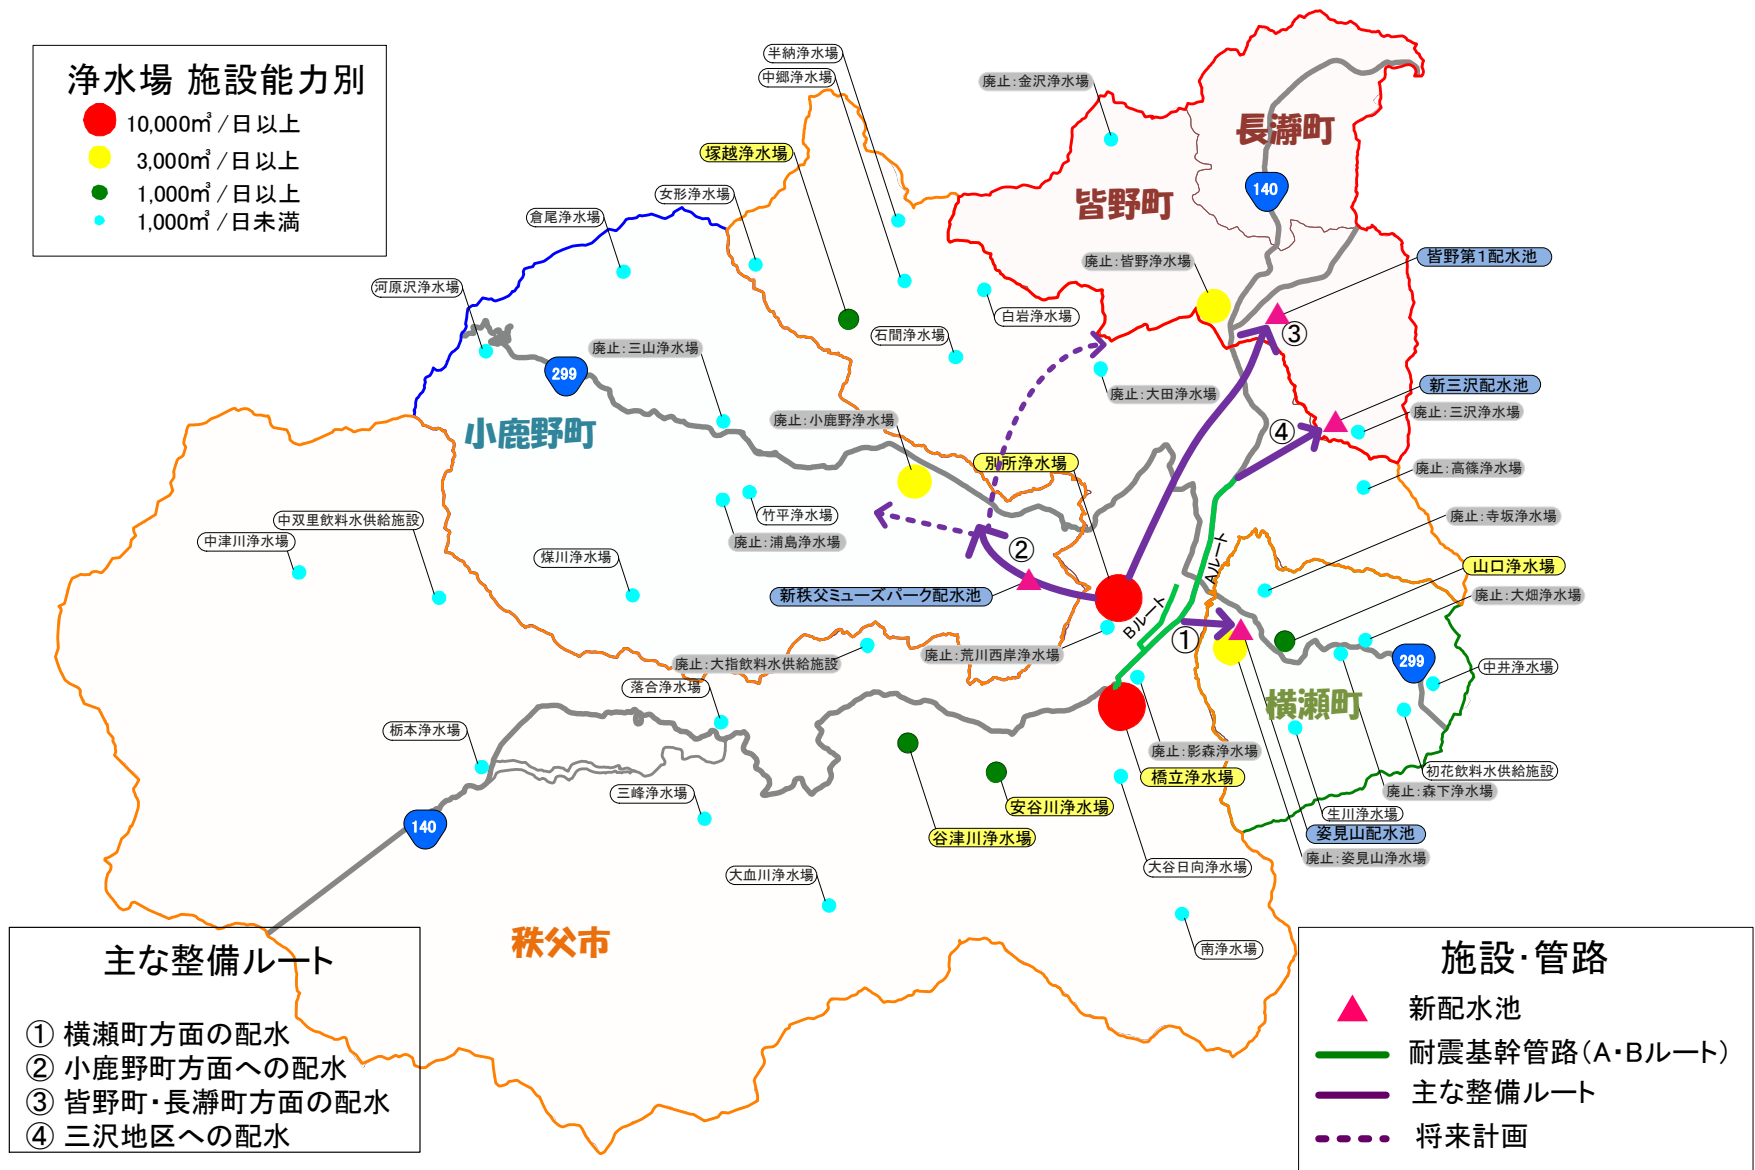 浄水場 施設能力別
10,000㎥/日以上
3,000㎥/日以上
1,000㎥/日以上
1,000㎥/日未満
半納浄水場
中郷浄水場
塚越浄水場
女形浄水場
倉尾浄水場
河原沢浄水場
廃止:金沢浄水場
長瀞町
140
皆野町
廃止:皆野浄水場
皆野第1配水池
白岩浄水場
石間浄水場
③
廃止:三山浄水場
299
廃止:大田浄水場
新三沢配水池
廃止:三沢浄水場
小鹿野町
廃止:小鹿野浄水場
④
別所浄水場
廃止:高篠浄水場
竹平浄水場
廃止:浦島浄水場
中双里飲料水供給施設
中津川浄水場
煤川浄水場
②
Aルート
廃止:寺坂浄水場
山口浄水場
新秩父ミューズパーク配水池
廃止:大畑浄水場
Bルート
①
廃止:荒川西岸浄水場
廃止:大指飲料水供給施設
299
中井浄水場
落合浄水場
横瀬町
栃本浄水場
廃止:影森浄水場
橋立浄水場
初花飲料水供給施設
廃止:森下浄水場
三峰浄水場
安谷川浄水場
生川浄水場
140
谷津川浄水場
姿見山配水池
廃止:姿見山浄水場
大谷日向浄水場
大血川浄水場
秩父市
南浄水場
主な整備ルート
① 横瀬町方面の配水
② 小鹿野町方面への配水
③ 皆野町・長瀞町方面の配水
④ 三沢地区への配水
施設・管路
新配水池
耐震基幹管路(A・Bルート)
主な整備ルート
将来計画